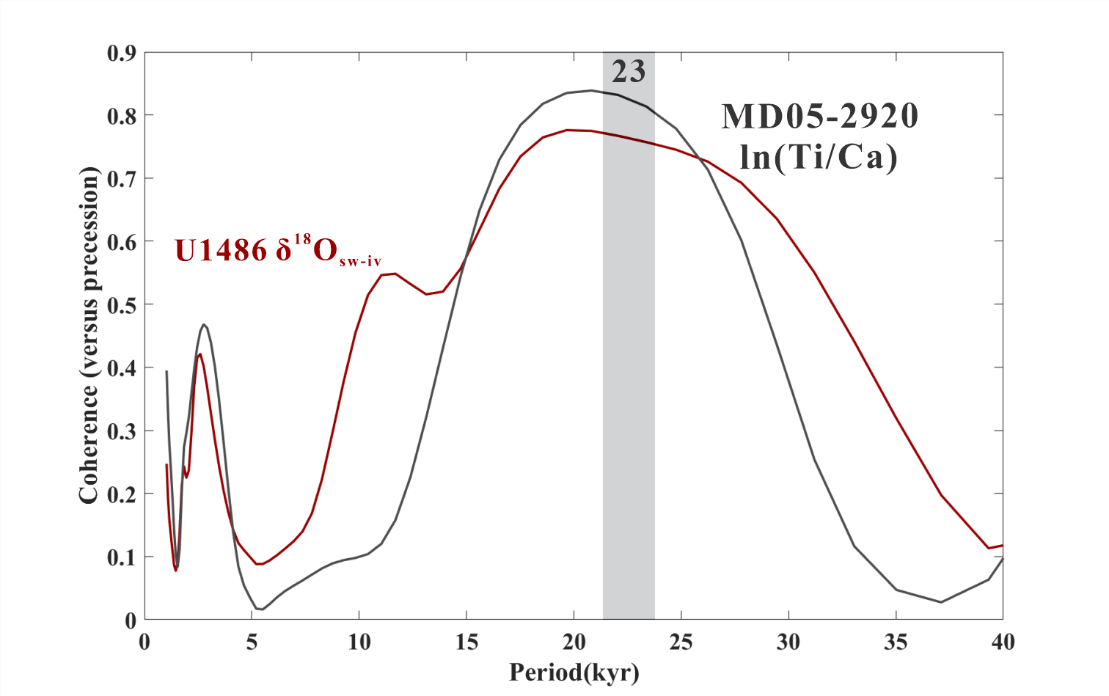 0.9
0.8
0.7
0.6
0.5
0.4
0.3
0.2
0.1
0
Coherence (versus precession)
23
MD05-2920
ln(Ti/Ca)
U1486 δ¹⁸Osw-iv
0 5 10 15 20 25 30 35 40
Period(kyr)